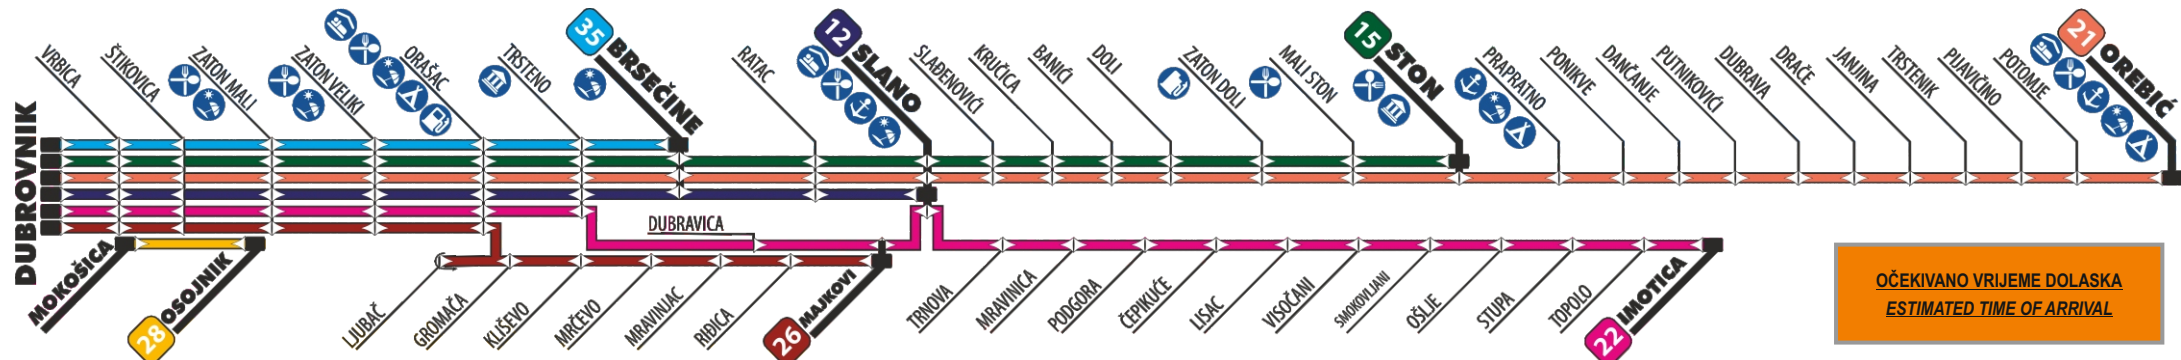 DUBROVNIK
VRBICA
ŠTIKOVICA
ZATON MALI
ZATON VELIKI
ORAŠAC
TRSTENO
35 BRSEČINE
RATAC
12 SLANO
SLAĐENOVIĆI
KRUČICA
BANIĆI
DOLI
ZATON DOLI
MALI STON
15 STON
PRAPRATNO
PONIKVE
DANČANJE
PUTNIKOVIĆI
DUBRAVA
DRAČE
JANJINA
TRSTENIK
PIJAVIČINO
POTOMJE
21 OREBIĆ
MOKOŠICA
28 OSOJNIK
DUBRAVICA
LJUBAČ
GROMAČA
KLIŠEVO
MRČEVO
MRAVINJAC
RIĐICA
26 MAJKOVI
TRNOVA
MRAVINICA
PODGORA
ČEPIKUĆE
LISAC
VISOČANI
SMOKOVLJANI
OŠLJE
STUPA
TOPOLO
22 IMOTICA
OČEKIVANO VRIJEME DOLASKA
ESTIMATED TIME OF ARRIVAL